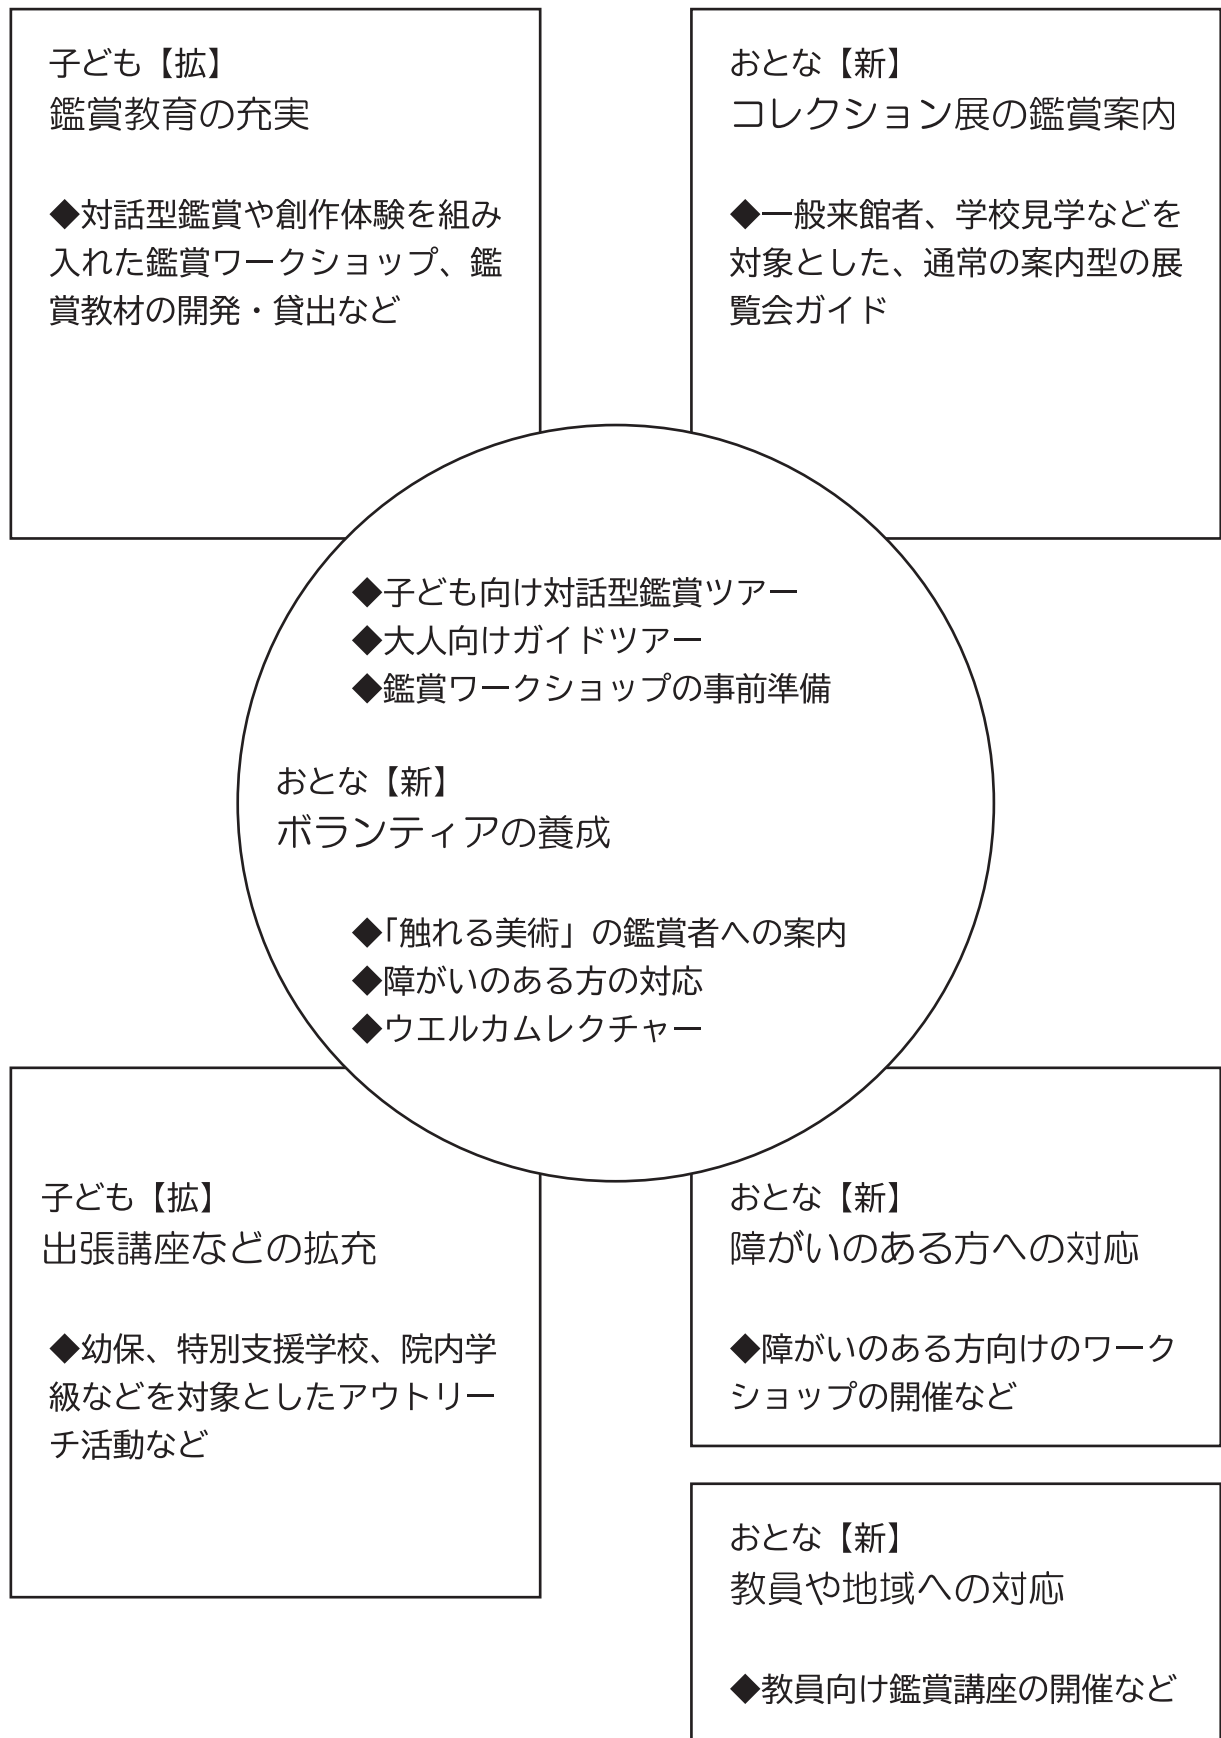 子ども【拡】
鑑賞教育の充実
◆対話型鑑賞や創作体験を組み
入れた鑑賞ワークショップ、鑑
賞教材の開発・貸出など
おとな【新】
コレクション展の鑑賞案内
◆一般来館者、学校見学などを
対象とした、通常の案内型の展
覧会ガイド
◆子ども向け対話型鑑賞ツアー
◆大人向けガイドツアー
◆鑑賞ワークショップの事前準備
おとな【新】
ボランティアの養成
◆「触れる美術」の鑑賞者への案内
◆障がいのある方の対応
◆ウエルカムレクチャー
子ども【拡】
出張講座などの拡充
◆幼保、特別支援学校、院内学
級などを対象としたアウトリー
チ活動など
おとな【新】
障がいのある方への対応
◆障がいのある方向けのワーク
ショップの開催など
おとな【新】
教員や地域への対応
◆教員向け鑑賞講座の開催など